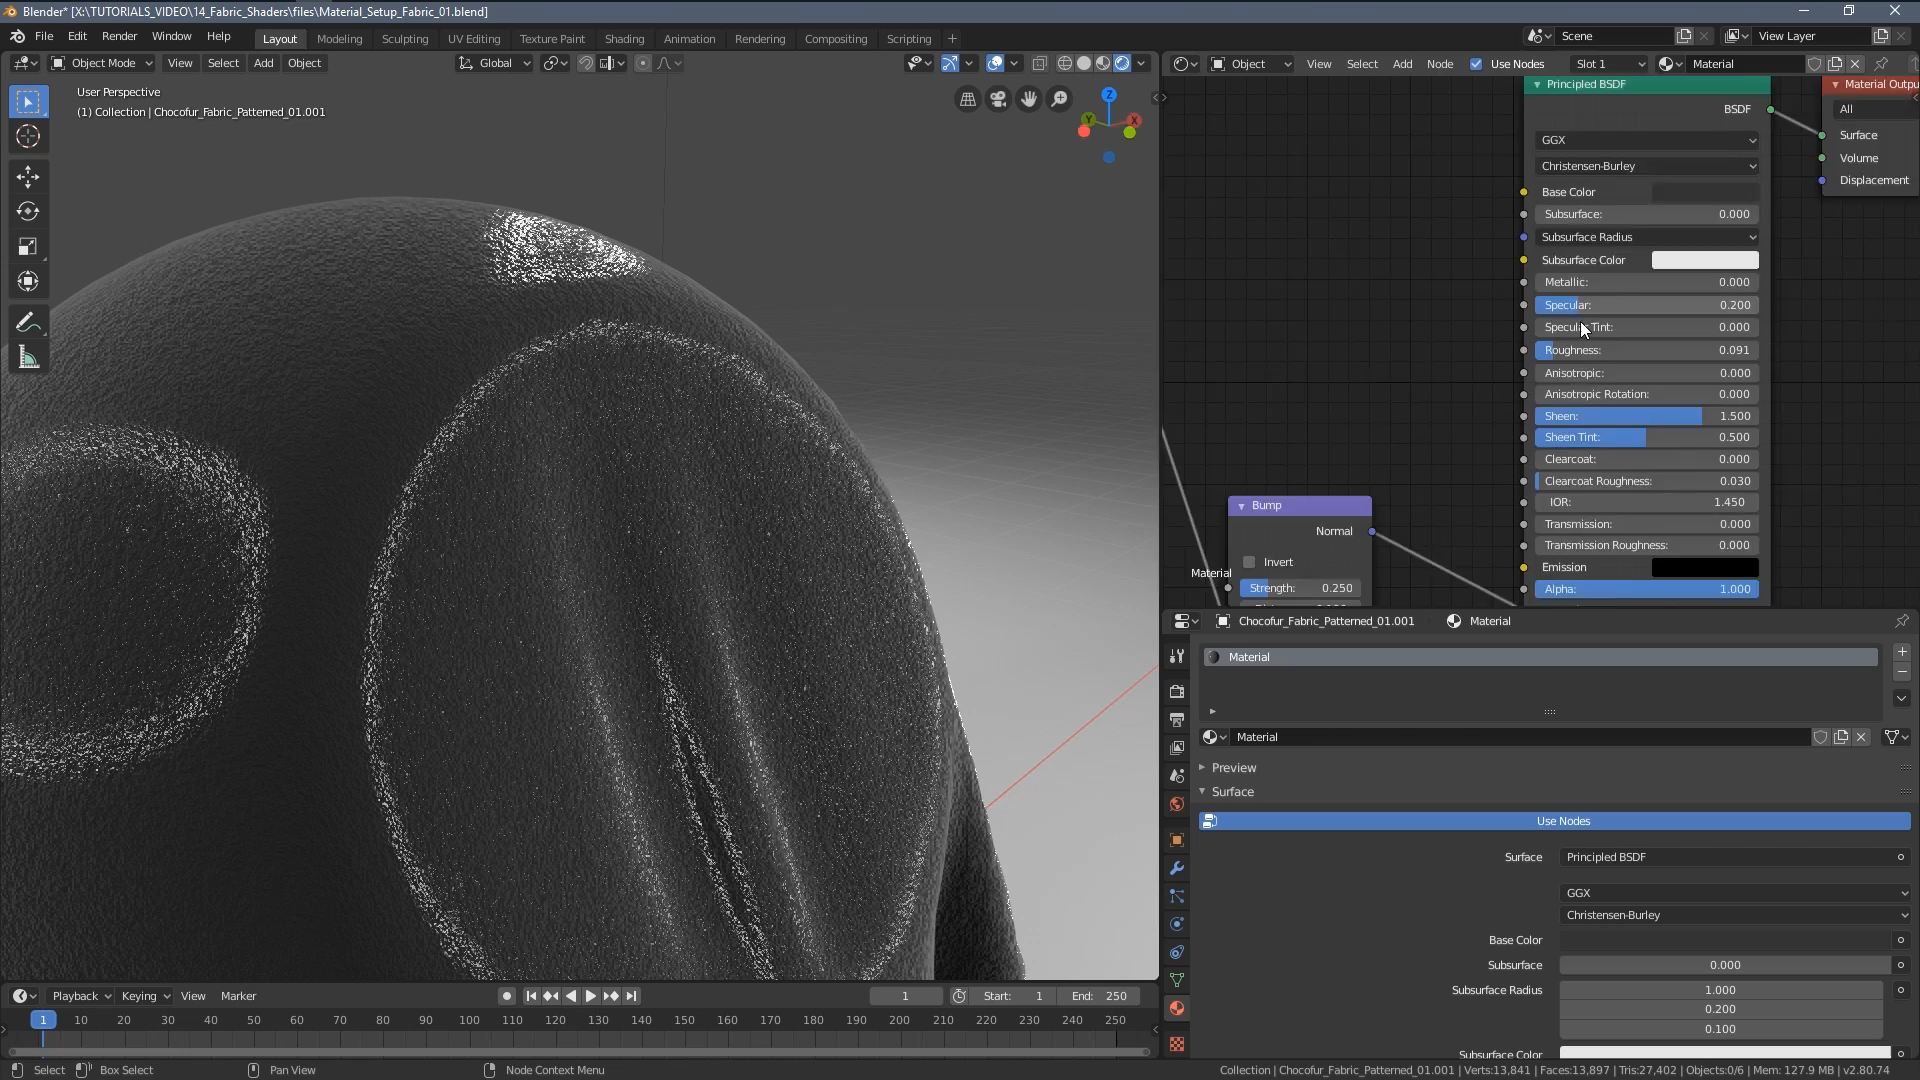 Blender* [X:\TUTORIALS_VIDEO\14_Fabric_Shaders\files\Material_Setup_Fabric_01.blend]
File Edit Render Window Help Layout Modeling Sculpting UV Editing Texture Paint Shading Animation Rendering Compositing Scripting + Scene View Layer
Object Mode View Select Add Object Global
User Perspective
(1) Collection | Chocofur_Fabric_Patterned_01.001
Z
Y
X
Object View Select Add Node Use Nodes Slot 1 Material
Principled BSDF
BSDF
GGX
Christensen-Burley
Base Color
Subsurface: 0.000
Subsurface Radius
Subsurface Color
Metallic: 0.000
Specular: 0.200
Specular Tint: 0.000
Roughness: 0.091
Anisotropic: 0.000
Anisotropic Rotation: 0.000
Sheen: 1.500
Sheen Tint: 0.500
Clearcoat: 0.000
Clearcoat Roughness: 0.030
IOR: 1.450
Transmission: 0.000
Transmission Roughness: 0.000
Emission
Alpha: 1.000
Material Outpu
All
Surface
Volume
Displacement
Bump
Normal
Invert
Strength: 0.250
Material
Chocofur_Fabric_Patterned_01.001 Material
Material
Material
Preview
Surface
Use Nodes
Surface Principled BSDF
GGX
Christensen-Burley
Base Color
Subsurface 0.000
Subsurface Radius 1.000
0.200
0.100
Subsurface Color
Playback Keying View Marker 1 Start: 1 End: 250
1 10 20 30 40 50 60 70 80 90 100 110 120 130 140 150 160 170 180 190 200 210 220 230 240 250
Select Box Select Pan View Node Context Menu
Collection | Chocofur_Fabric_Patterned_01.001 | Verts:13,841 | Faces:13,897 | Tris:27,402 | Objects:0/6 | Mem: 127.9 MB | v2.80.74